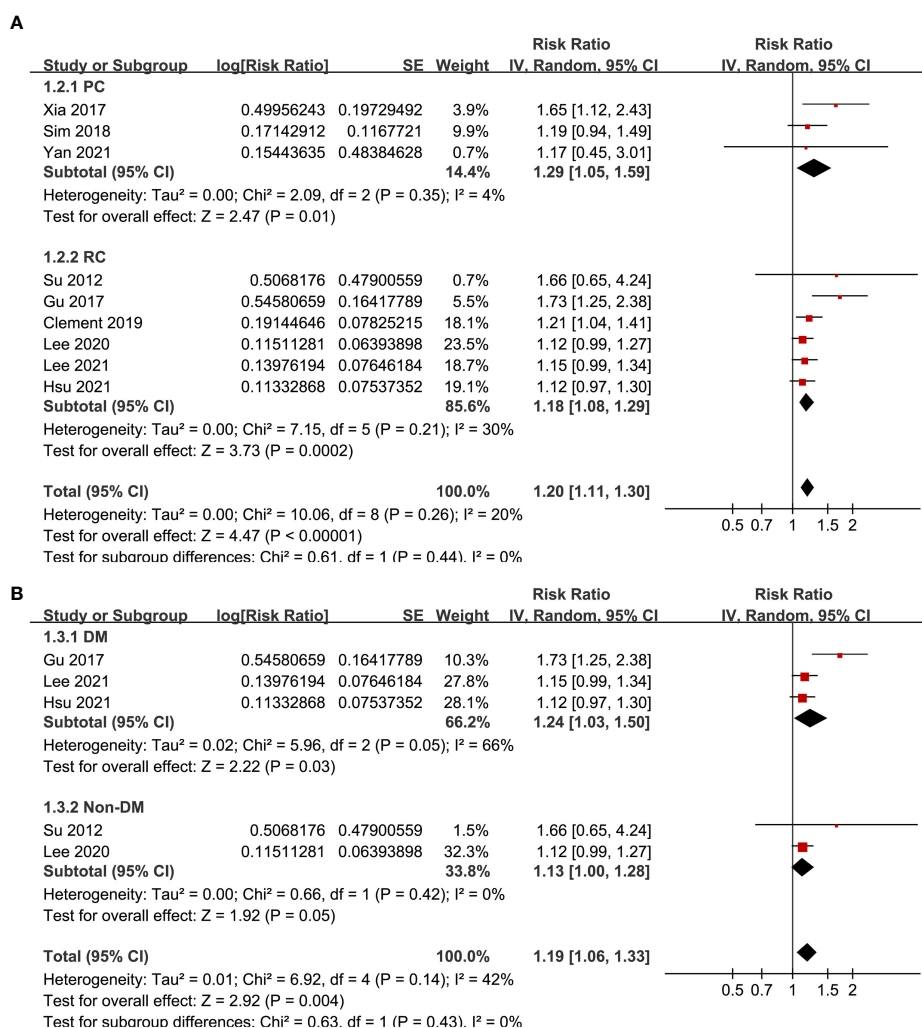 A
Risk Ratio Risk Ratio
Study or Subgroup log[Risk Ratio] SE Weight IV, Random, 95% CI IV, Random, 95% CI
1.2.1 PC
Xia 2017 0.49956243 0.19729492 3.9% 1.65 [1.12, 2.43]
Sim 2018 0.17142912 0.1167721 9.9% 1.19 [0.94, 1.49]
Yan 2021 0.15443635 0.48384628 0.7% 1.17 [0.45, 3.01]
Subtotal (95% CI) 14.4% 1.29 [1.05, 1.59]
Heterogeneity: Tau² = 0.00; Chi² = 2.09, df = 2 (P = 0.35); I² = 4%
Test for overall effect: Z = 2.47 (P = 0.01)
1.2.2 RC
Su 2012 0.5068176 0.47900559 0.7% 1.66 [0.65, 4.24]
Gu 2017 0.54580659 0.16417789 5.5% 1.73 [1.25, 2.38]
Clement 2019 0.19144646 0.07825215 18.1% 1.21 [1.04, 1.41]
Lee 2020 0.11511281 0.06393898 23.5% 1.12 [0.99, 1.27]
Lee 2021 0.13976194 0.07646184 18.7% 1.15 [0.99, 1.34]
Hsu 2021 0.11332868 0.07537352 19.1% 1.12 [0.97, 1.30]
Subtotal (95% CI) 85.6% 1.18 [1.08, 1.29]
Heterogeneity: Tau² = 0.00; Chi² = 7.15, df = 5 (P = 0.21); I² = 30%
Test for overall effect: Z = 3.73 (P = 0.0002)
Total (95% CI) 100.0% 1.20 [1.11, 1.30]
Heterogeneity: Tau² = 0.00; Chi² = 10.06, df = 8 (P = 0.26); I² = 20%
Test for overall effect: Z = 4.47 (P < 0.00001)
Test for subgroup differences: Chi² = 0.61, df = 1 (P = 0.44), I² = 0%
0.5 0.7 1 1.5 2
B
Risk Ratio Risk Ratio
Study or Subgroup log[Risk Ratio] SE Weight IV, Random, 95% CI IV, Random, 95% CI
1.3.1 DM
Gu 2017 0.54580659 0.16417789 10.3% 1.73 [1.25, 2.38]
Lee 2021 0.13976194 0.07646184 27.8% 1.15 [0.99, 1.34]
Hsu 2021 0.11332868 0.07537352 28.1% 1.12 [0.97, 1.30]
Subtotal (95% CI) 66.2% 1.24 [1.03, 1.50]
Heterogeneity: Tau² = 0.02; Chi² = 5.96, df = 2 (P = 0.05); I² = 66%
Test for overall effect: Z = 2.22 (P = 0.03)
1.3.2 Non-DM
Su 2012 0.5068176 0.47900559 1.5% 1.66 [0.65, 4.24]
Lee 2020 0.11511281 0.06393898 32.3% 1.12 [0.99, 1.27]
Subtotal (95% CI) 33.8% 1.13 [1.00, 1.28]
Heterogeneity: Tau² = 0.00; Chi² = 0.66, df = 1 (P = 0.42); I² = 0%
Test for overall effect: Z = 1.92 (P = 0.05)
Total (95% CI) 100.0% 1.19 [1.06, 1.33]
Heterogeneity: Tau² = 0.01; Chi² = 6.92, df = 4 (P = 0.14); I² = 42%
Test for overall effect: Z = 2.92 (P = 0.004)
Test for subgroup differences: Chi² = 0.63, df = 1 (P = 0.43), I² = 0%
0.5 0.7 1 1.5 2